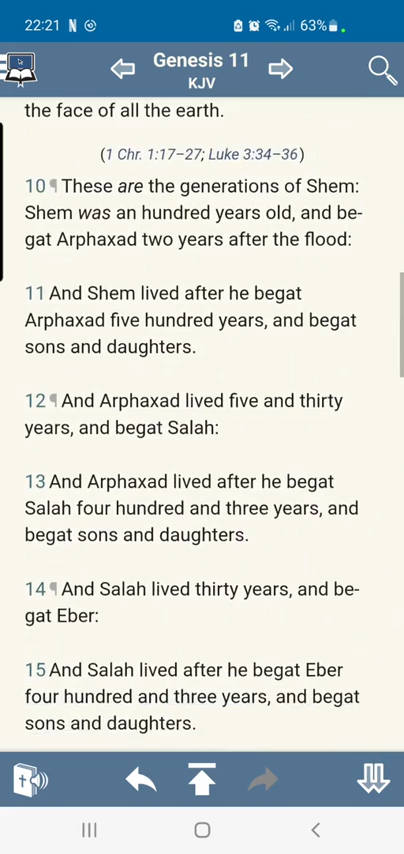 22:21 N 63%
Genesis 11
KJV
the face of all the earth.
(1 Chr. 1:17–27; Luke 3:34–36)
10 ¶ These are the generations of Shem:
Shem was an hundred years old, and be-
gat Arphaxad two years after the flood:
11 And Shem lived after he begat
Arphaxad five hundred years, and begat
sons and daughters.
12 ¶ And Arphaxad lived five and thirty
years, and begat Salah:
13 And Arphaxad lived after he begat
Salah four hundred and three years, and
begat sons and daughters.
14 ¶ And Salah lived thirty years, and be-
gat Eber:
15 And Salah lived after he begat Eber
four hundred and three years, and begat
sons and daughters.